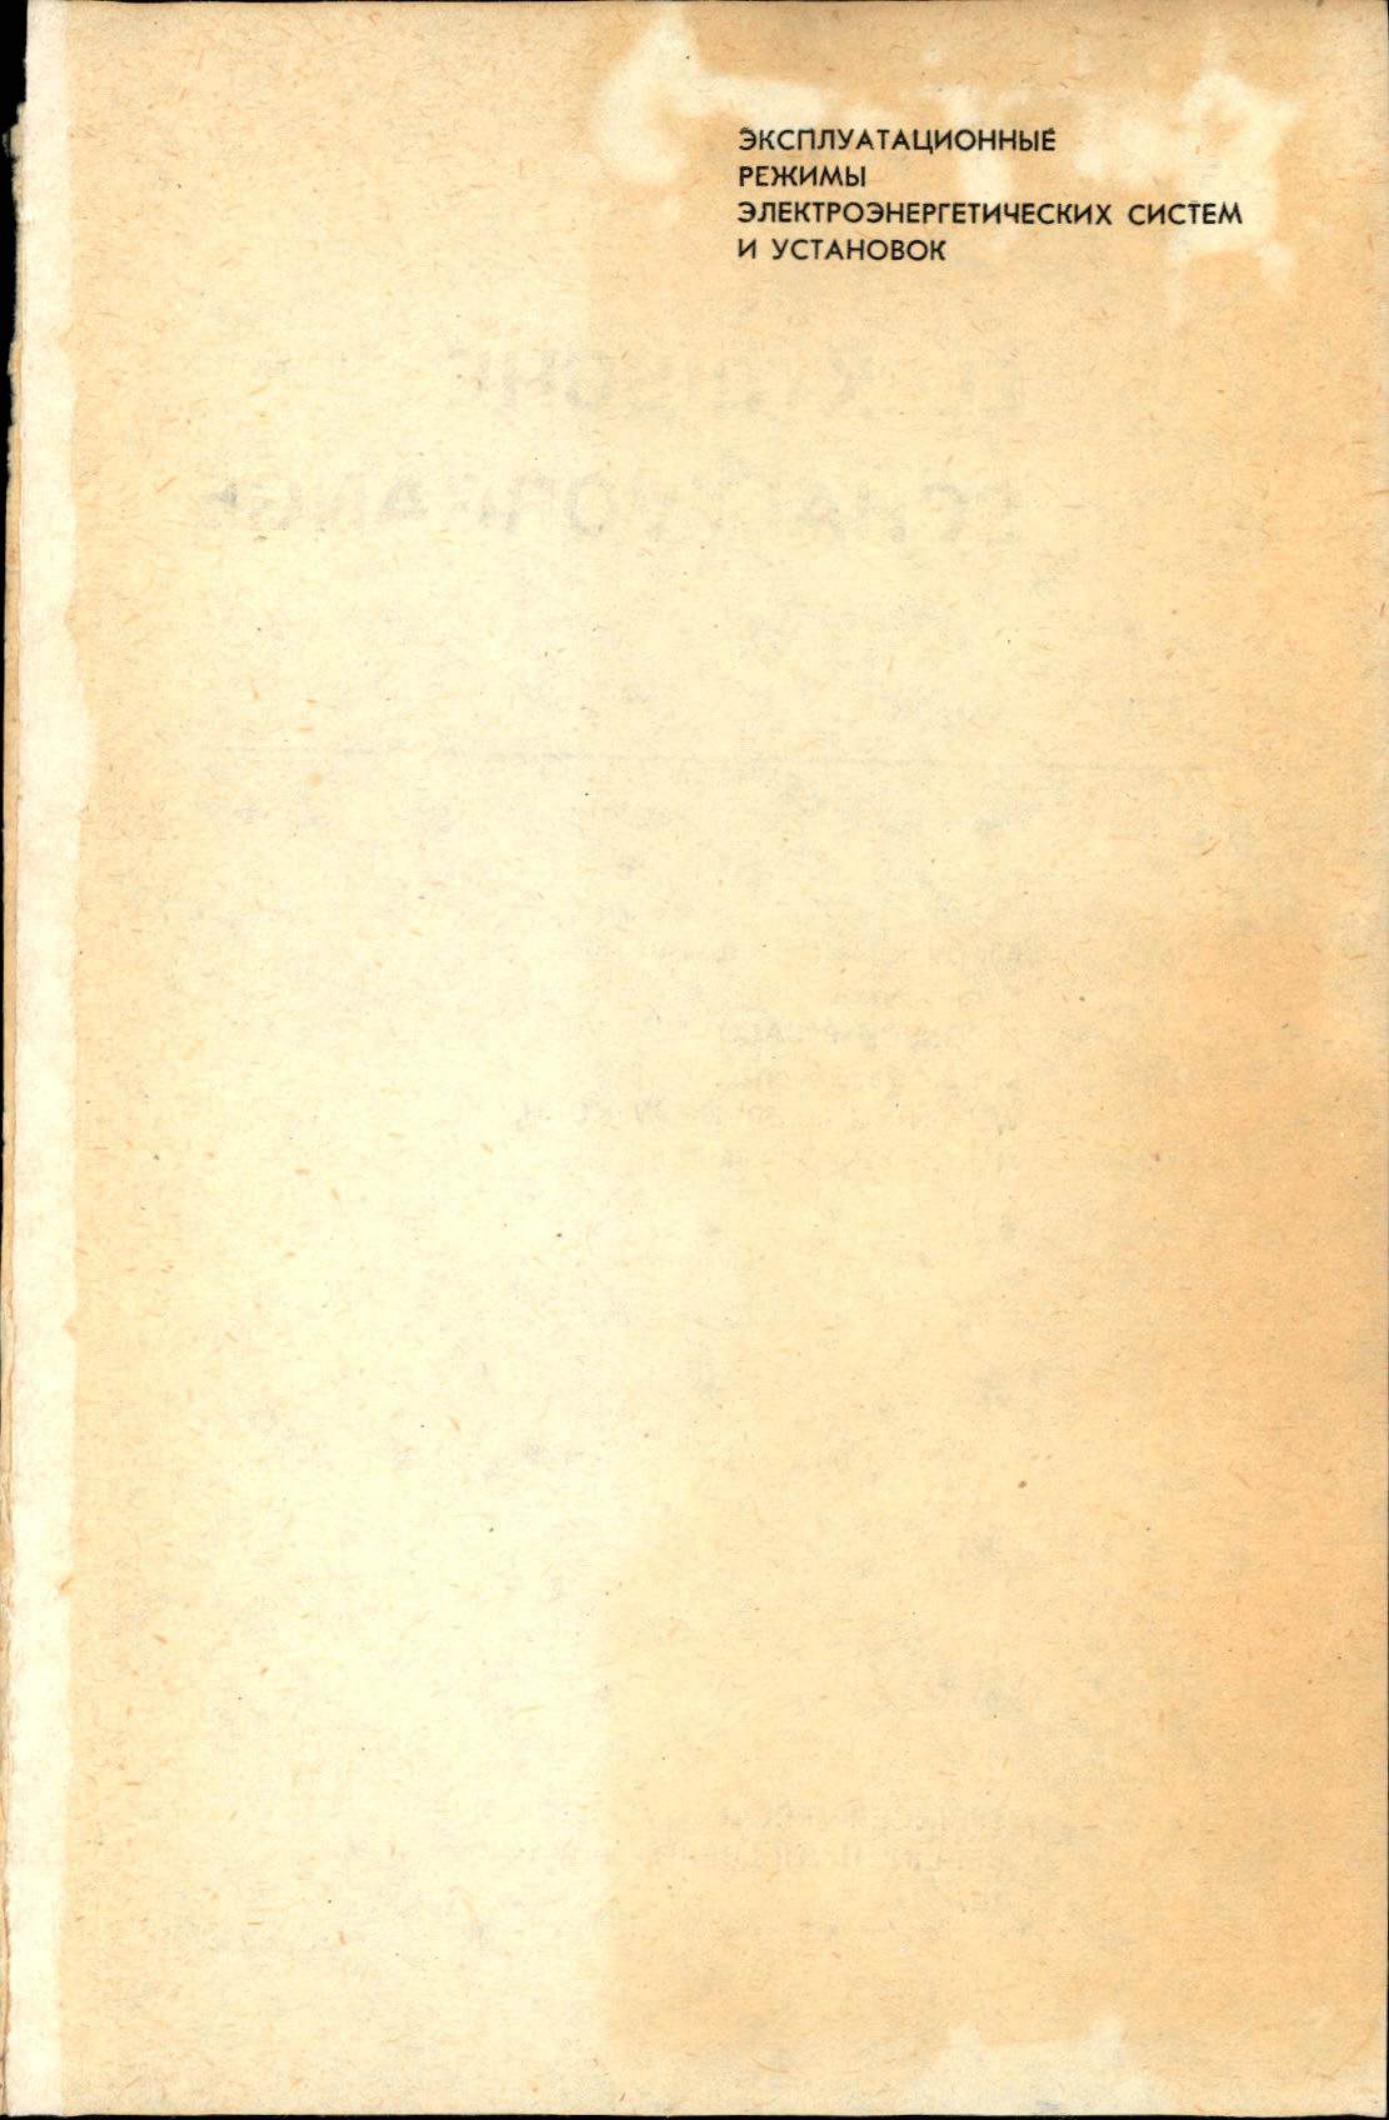 ЭКСПЛУАТАЦИОННЫЕ
РЕЖИМЫ
ЭЛЕКТРОЭНЕРГЕТИЧЕСКИХ СИСТЕМ
И УСТАНОВОК